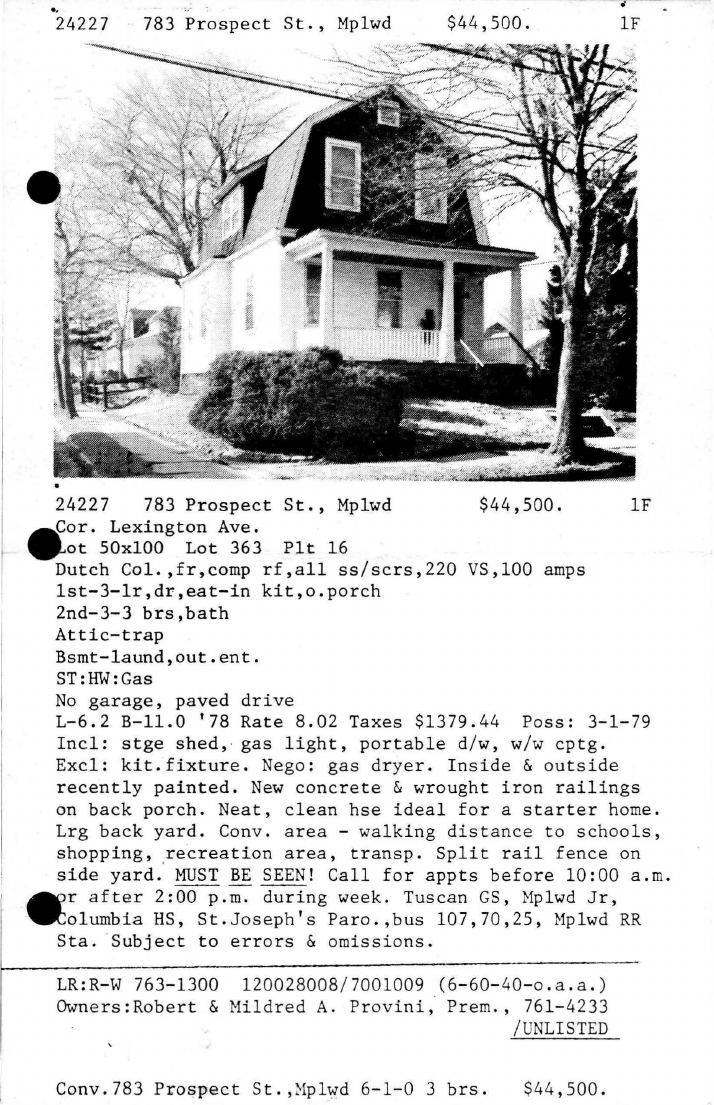 24227 783 Prospect St., Mplwd $44,500. 1F
24227 783 Prospect St., Mplwd $44,500. 1F
Cor. Lexington Ave.
Lot 50x100 Lot 363 Plt 16
Dutch Col.,fr,comp rf,all ss/scrs,220 VS,100 amps
1st-3-lr,dr,eat-in kit,o.porch
2nd-3-3 brs,bath
Attic-trap
Bsmt-laund,out.ent.
ST:HW:Gas
No garage, paved drive
L-6.2 B-11.0 '78 Rate 8.02 Taxes $1379.44 Poss: 3-1-79
Incl: stge shed, gas light, portable d/w, w/w cptg.
Excl: kit.fixture. Nego: gas dryer. Inside & outside
recently painted. New concrete & wrought iron railings
on back porch. Neat, clean hse ideal for a starter home.
Lrg back yard. Conv. area - walking distance to schools,
shopping, recreation area, transp. Split rail fence on
side yard. MUST BE SEEN! Call for appts before 10:00 a.m.
or after 2:00 p.m. during week. Tuscan GS, Mplwd Jr,
Columbia HS, St.Joseph's Paro.,bus 107,70,25, Mplwd RR
Sta. Subject to errors & omissions.
LR:R-W 763-1300 120028008/7001009 (6-60-40-o.a.a.)
Owners:Robert & Mildred A. Provini, Prem., 761-4233
/UNLISTED
Conv.783 Prospect St.,Mplwd 6-1-0 3 brs. $44,500.